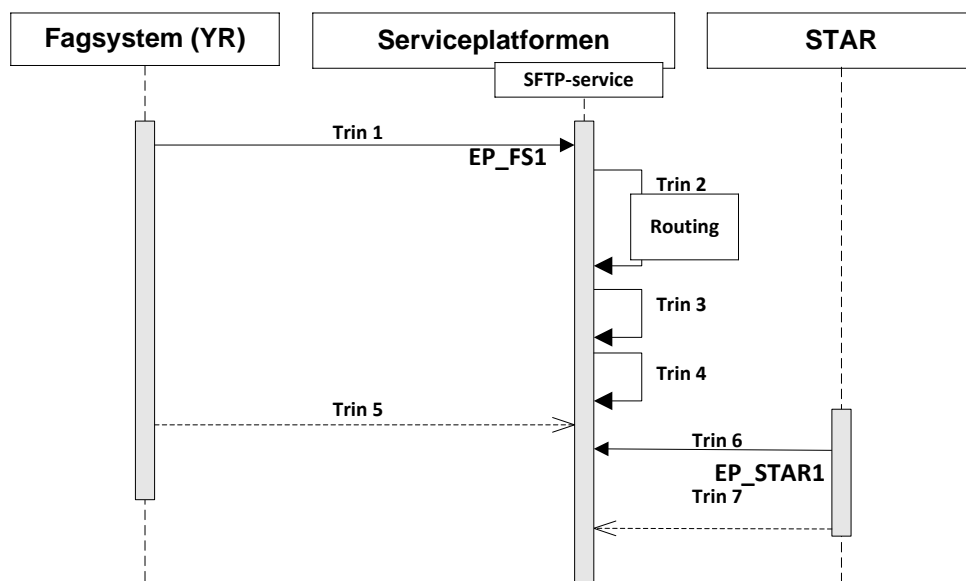 Fagsystem (YR)
Serviceplatformen
STAR
SFTP-service
Trin 1
EP_FS1
Trin 2
Routing
Trin 3
Trin 4
Trin 5
Trin 6
EP_STAR1
Trin 7